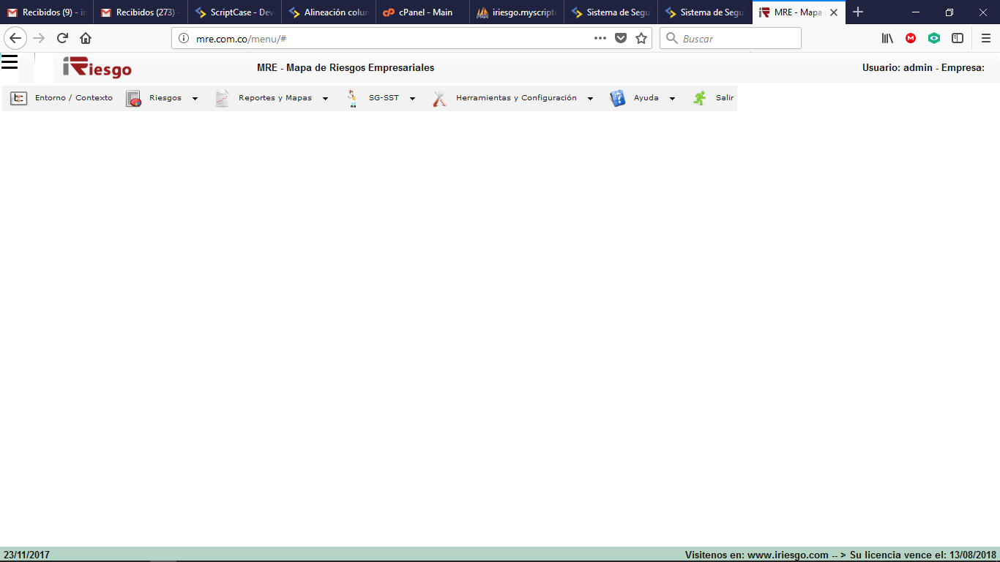 Recibidos (9) - in
Recibidos (273) -
ScriptCase - Dev
Alineación colun
cPanel - Main
iriesgo.myscript
Sistema de Segu
Sistema de Segu
MRE - Mapa
mre.com.co/menu/#
Buscar
iRiesgo
MRE - Mapa de Riesgos Empresariales
Usuario: admin - Empresa:
Entorno / Contexto
Riesgos
Reportes y Mapas
SG-SST
Herramientas y Configuración
Ayuda
Salir
23/11/2017
Visitenos en: www.iriesgo.com -- > Su licencia vence el: 13/08/2018